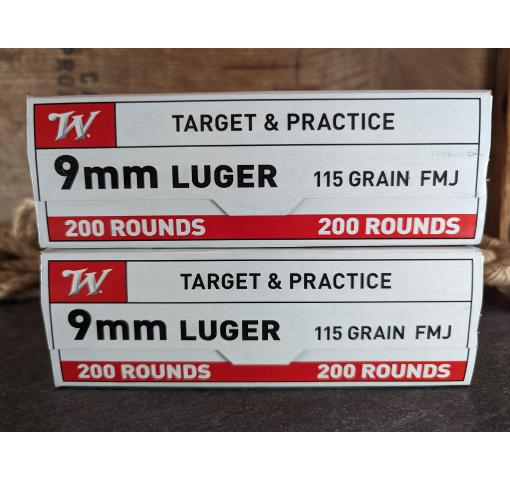 W.
TARGET & PRACTICE
9mm LUGER 115 GRAIN FMJ
200 ROUNDS 200 ROUNDS
W.
TARGET & PRACTICE
9mm LUGER 115 GRAIN FMJ
200 ROUNDS 200 ROUNDS